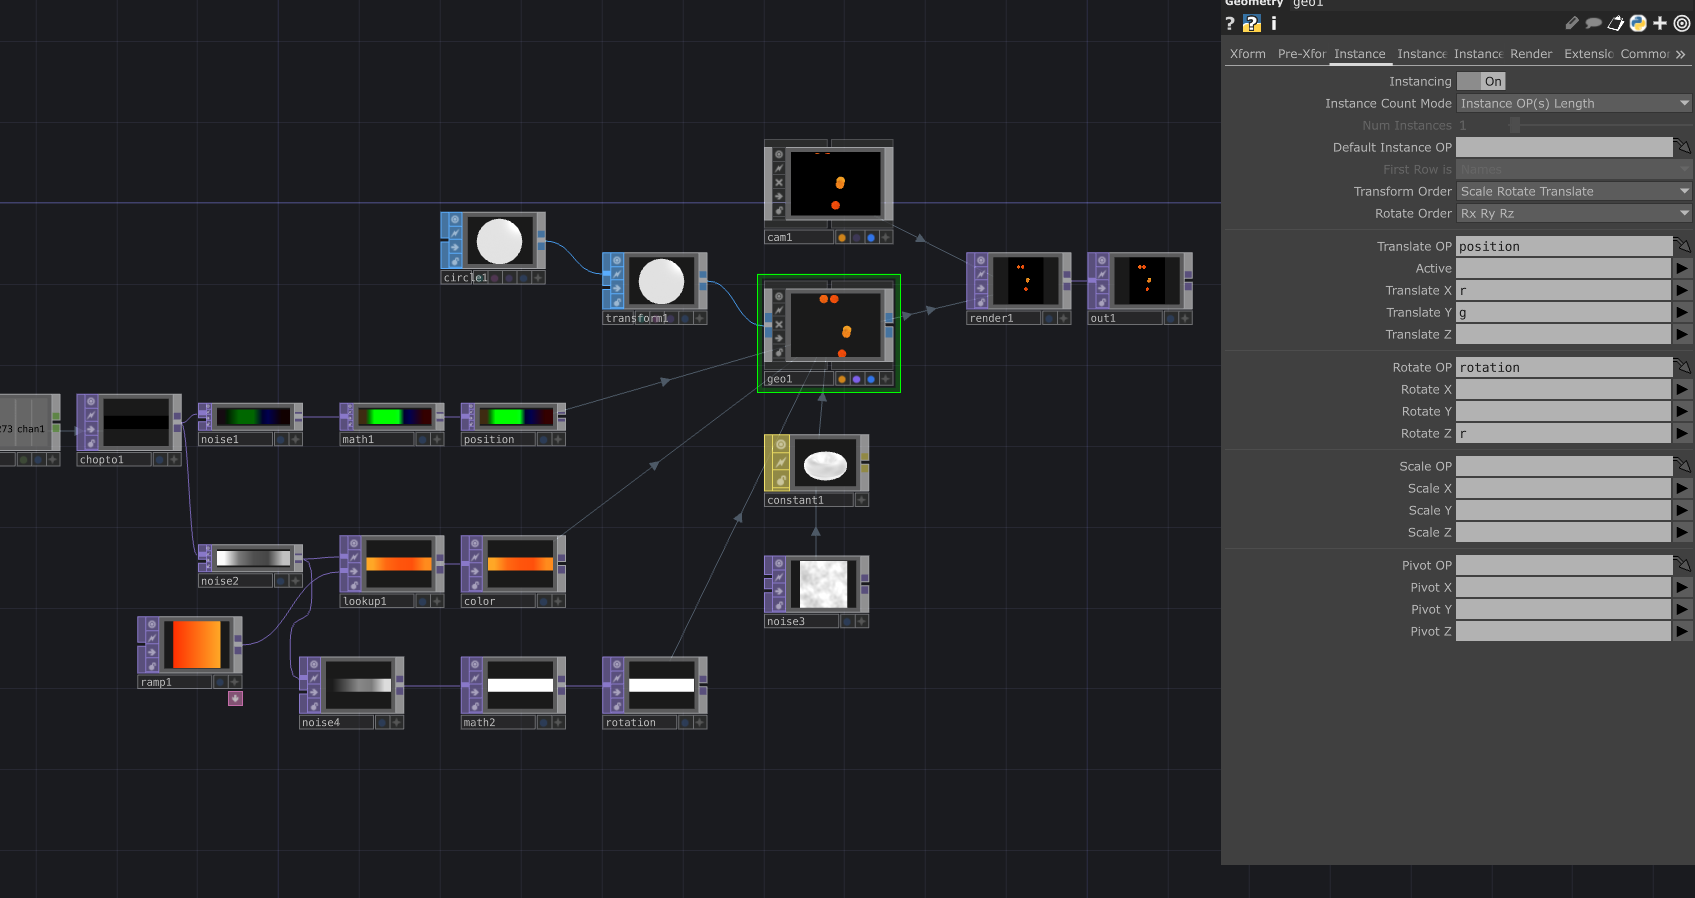 Geometry geo1
? ? i
Xform Pre-Xfor Instance Instanc Instance Render Extensi Commo »
Instancing On
Instance Count Mode Instance OP(s) Length
Num Instances 1
Default Instance OP
First Row is Names
Transform Order Scale Rotate Translate
Rotate Order Rx Ry Rz
Translate OP position
Active
Translate X r
Translate Y g
Translate Z
Rotate OP rotation
Rotate X
Rotate Y
Rotate Z r
Scale OP
Scale X
Scale Y
Scale Z
Pivot OP
Pivot X
Pivot Y
Pivot Z
cam1
circle1
transform1
geo1
render1
out1
273 chan1
chopto1
noise1
math1
position
constant1
noise2
lookup1
color
noise3
ramp1
noise4
math2
rotation